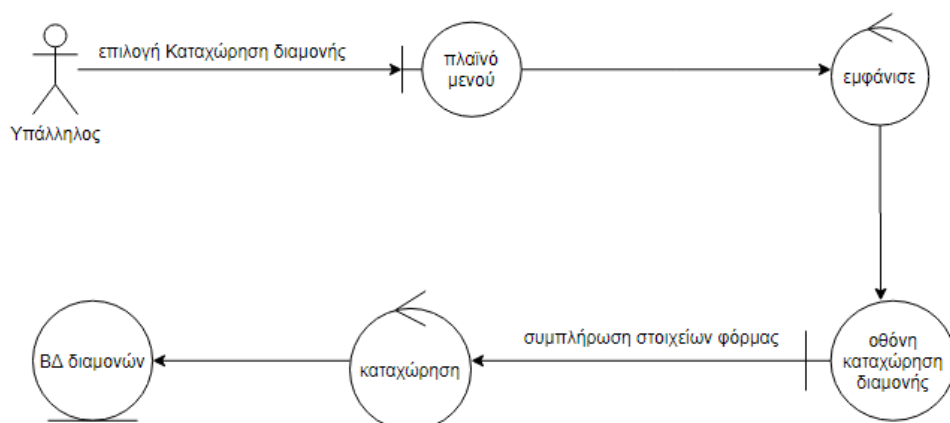 επιλογή Καταχώρηση διαμονής
πλαϊνό
μενού
εμφάνισε
Υπάλληλος
ΒΔ διαμονών
καταχώρηση
συμπλήρωση στοιχείων φόρμας
οθόνη
καταχώρηση
διαμονής